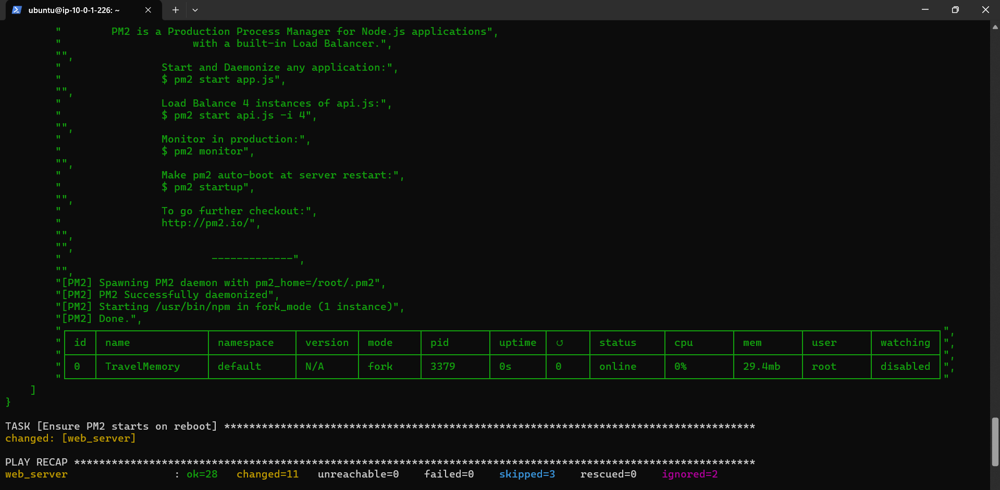 ubuntu@ip-10-0-1-226: ~
"        PM2 is a Production Process Manager for Node.js applications",
"                     with a built-in Load Balancer.",
"",
"                Start and Daemonize any application:",
"                $ pm2 start app.js",
"",
"                Load Balance 4 instances of api.js:",
"                $ pm2 start api.js -i 4",
"",
"                Monitor in production:",
"                $ pm2 monitor",
"",
"                Make pm2 auto-boot at server restart:",
"                $ pm2 startup",
"",
"                To go further checkout:",
"                http://pm2.io/",
"",
"",
"                        -------------",
"",
"[PM2] Spawning PM2 daemon with pm2_home=/root/.pm2",
"[PM2] PM2 Successfully daemonized",
"[PM2] Starting /usr/bin/npm in fork_mode (1 instance)",
"[PM2] Done.",
"                ",
" id name namespace version mode pid uptime ↺ status cpu mem user watching ",
"                ",
" 0 TravelMemory default N/A fork 3379 0s 0 online 0% 29.4mb root disabled ",
"                "
]
}
TASK [Ensure PM2 starts on reboot] *************************************************************************************
changed: [web_server]
PLAY RECAP *************************************************************************************************************
web_server : ok=28 changed=11 unreachable=0 failed=0 skipped=3 rescued=0 ignored=2